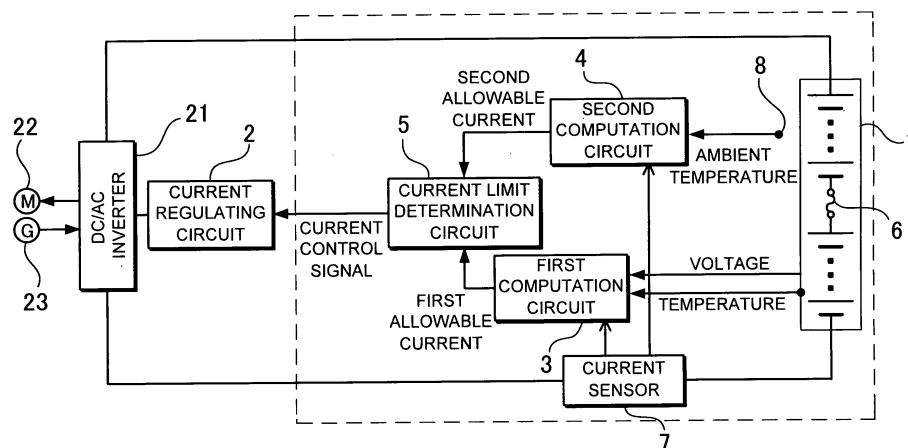 4
8
SECOND
ALLOWABLE
CURRENT
SECOND
COMPUTATION
CIRCUIT
AMBIENT
TEMPERATURE
21
22
2
5
M
G
23
DC/AC
INVERTER
CURRENT
REGULATING
CIRCUIT
CURRENT
CONTROL
SIGNAL
CURRENT LIMIT
DETERMINATION
CIRCUIT
6
FIRST
ALLOWABLE
CURRENT
FIRST
COMPUTATION
CIRCUIT
VOLTAGE
TEMPERATURE
3
CURRENT
SENSOR
7